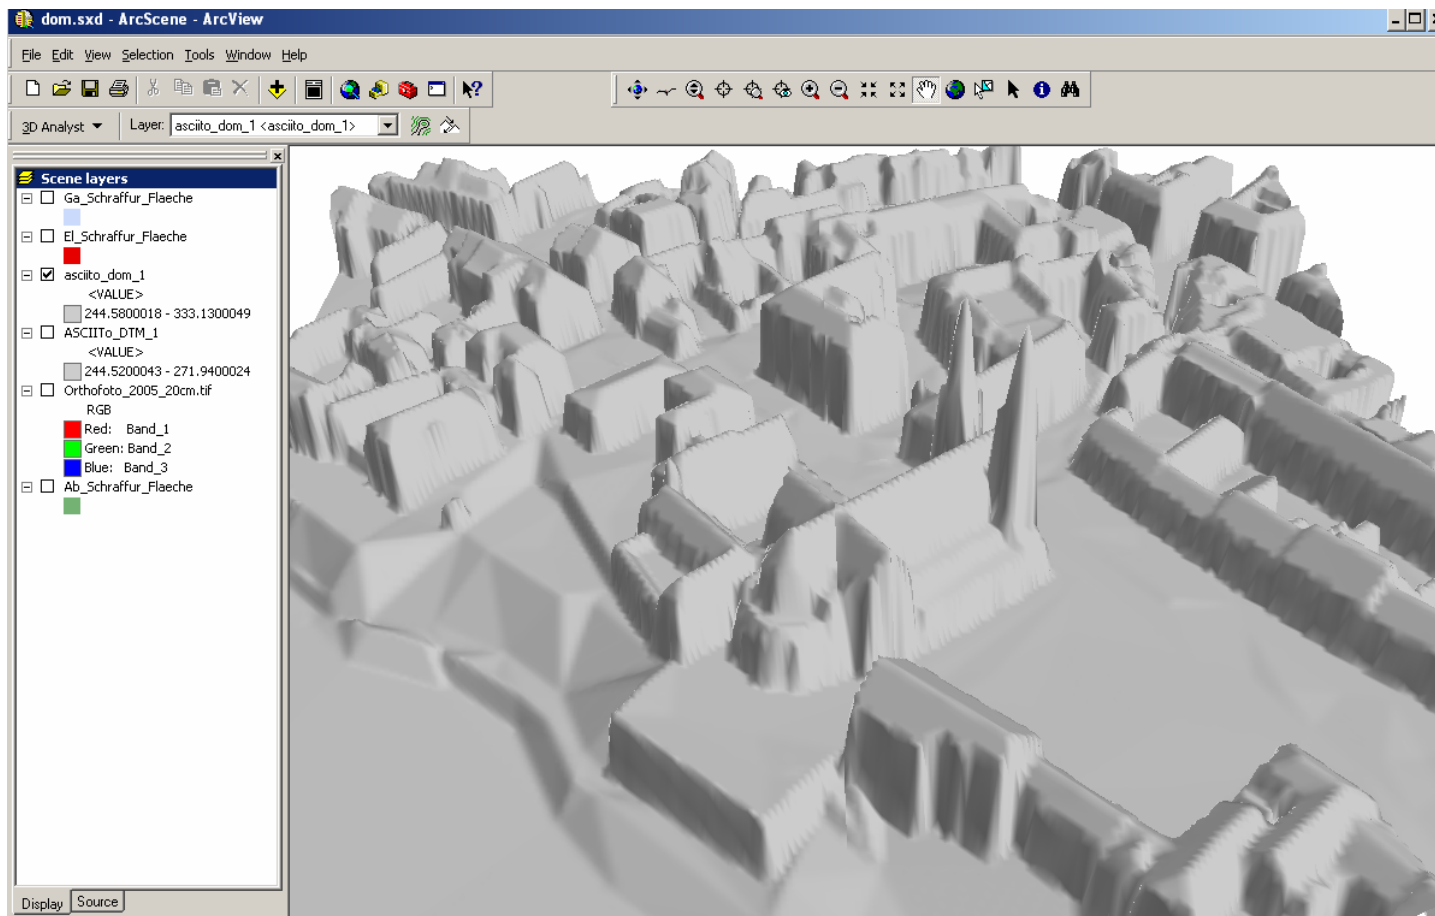 dom.sxd - ArcScene - ArcView
File Edit View Selection Tools Window Help
3D Analyst Layer: asciito_dom_1 <asciito_dom_1>
Scene layers
Ga_Schraffur_Flaeche
El_Schraffur_Flaeche
asciito_dom_1
<VALUE>
244.5800018 - 333.1300049
ASCIITo_DTM_1
<VALUE>
244.5200043 - 271.9400024
Orthofoto_2005_20cm.tif
RGB
Red: Band_1
Green: Band_2
Blue: Band_3
Ab_Schraffur_Flaeche
Display Source